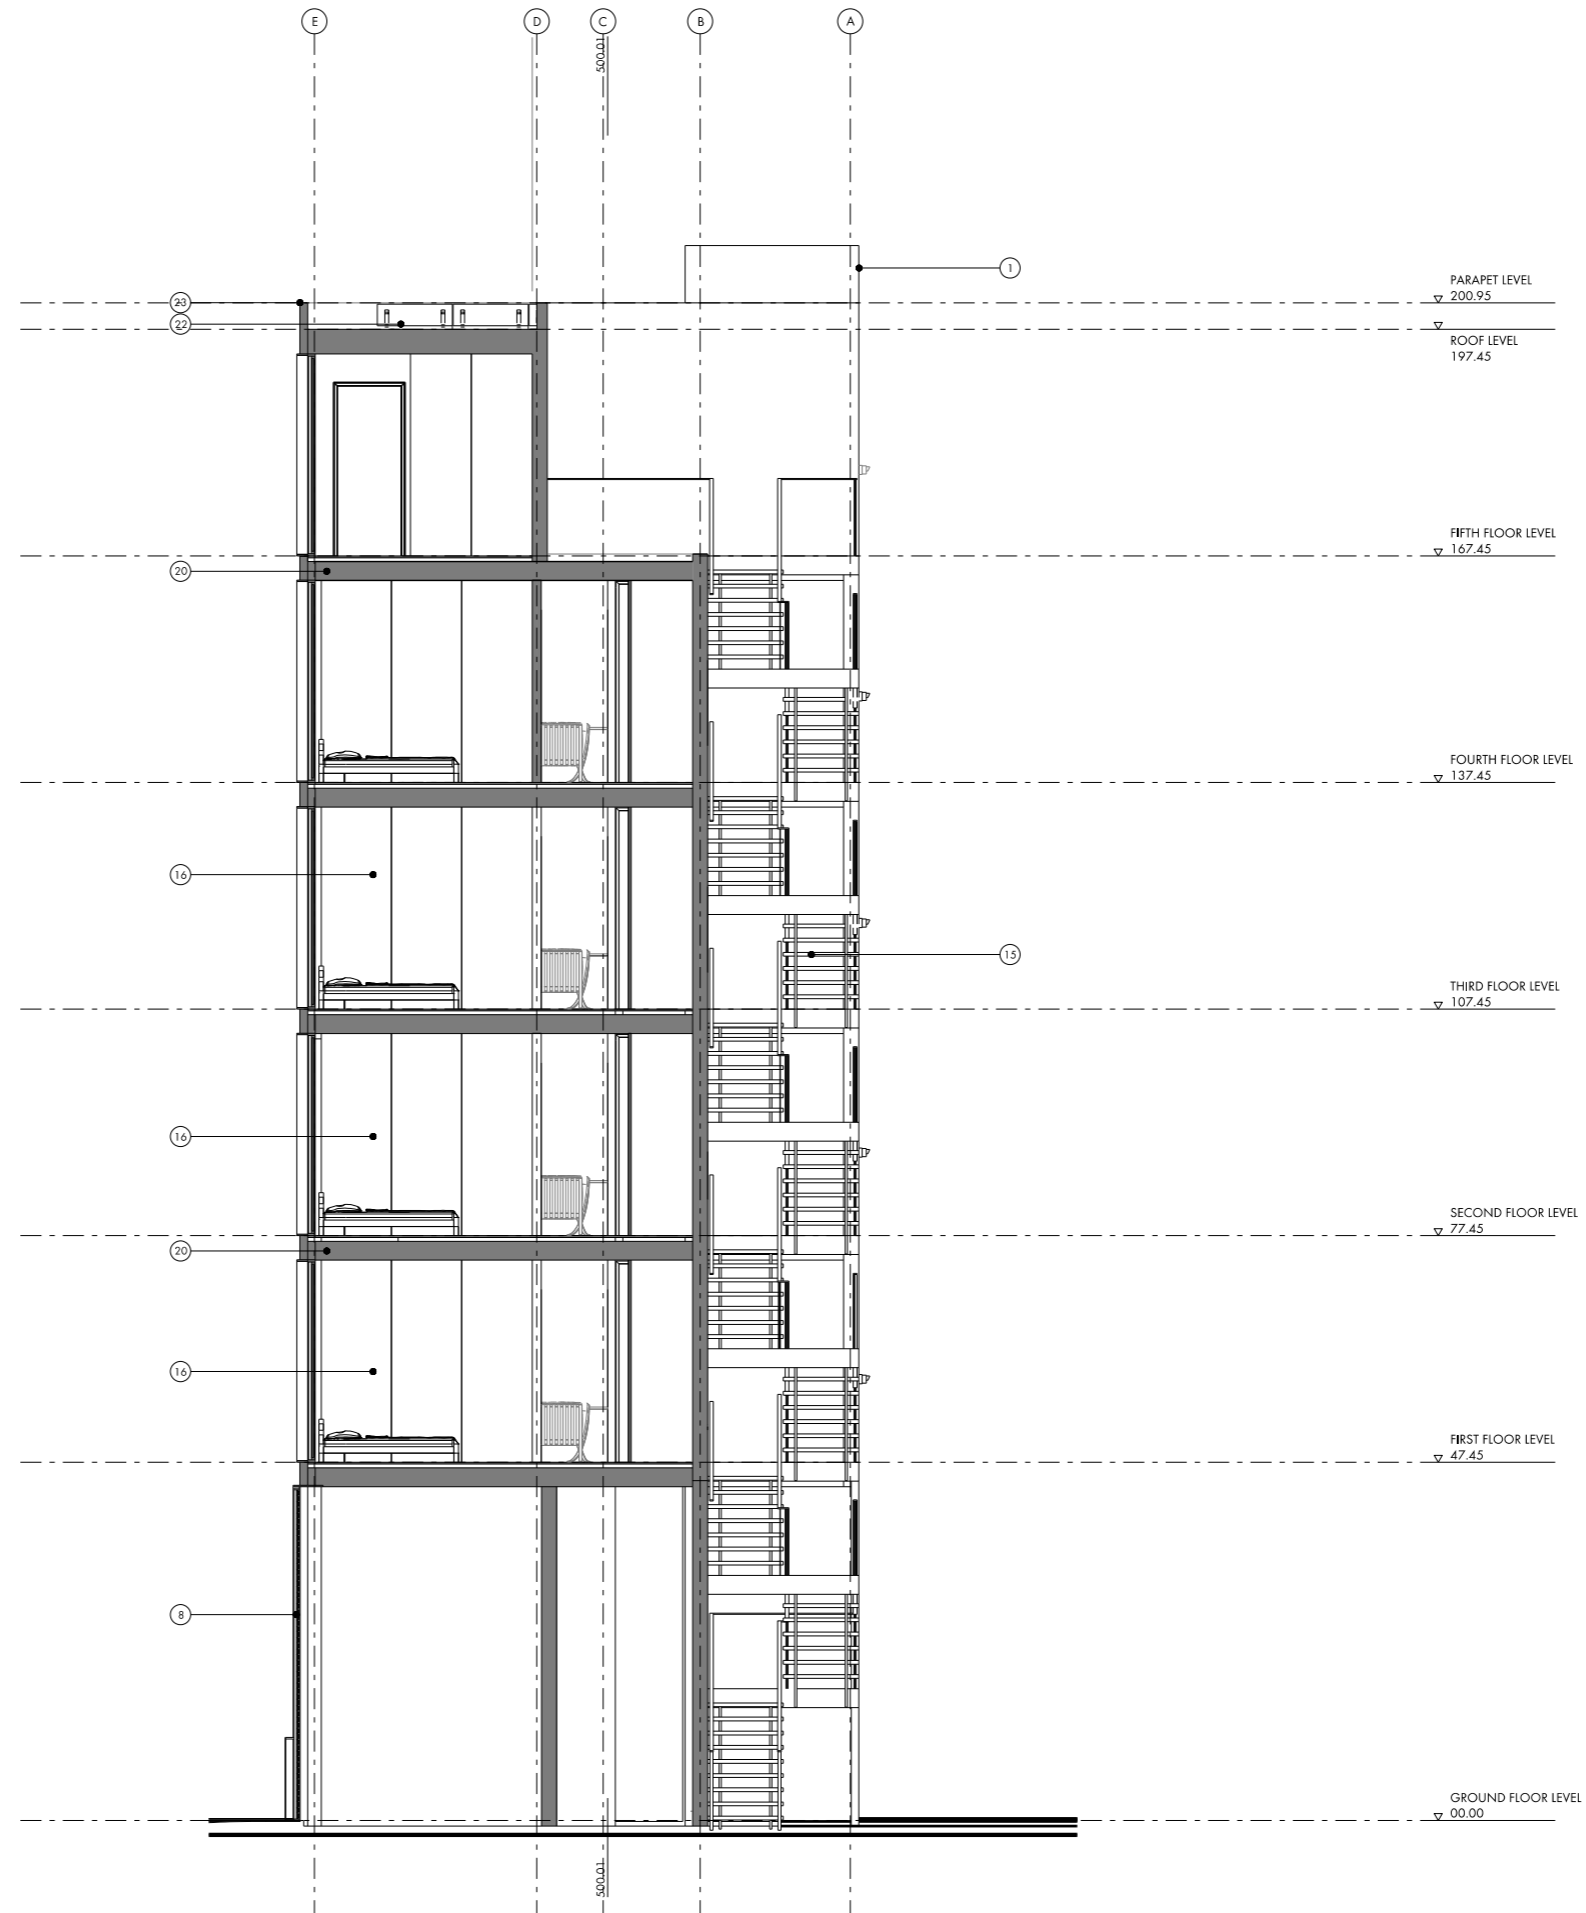 E
D
C
B
A
500.01
1
PARAPET LEVEL
200.95
23
22
ROOF LEVEL
197.45
FIFTH FLOOR LEVEL
167.45
20
FOURTH FLOOR LEVEL
137.45
16
15
THIRD FLOOR LEVEL
107.45
16
SECOND FLOOR LEVEL
77.45
20
16
FIRST FLOOR LEVEL
47.45
8
GROUND FLOOR LEVEL
00.00
500.01